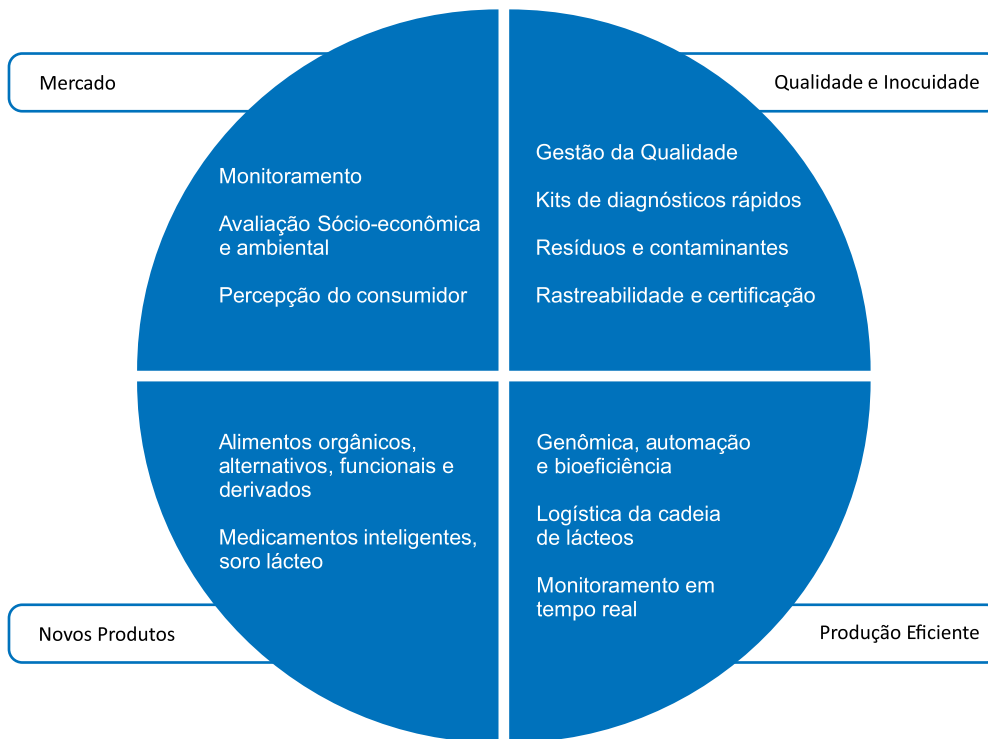 Mercado
Monitoramento
Avaliação Sócio-econômica
e ambiental
Percepção do consumidor
Qualidade e Inocuidade
Gestão da Qualidade
Kits de diagnósticos rápidos
Resíduos e contaminantes
Rastreabilidade e certificação
Alimentos orgânicos,
alternativos, funcionais e
derivados
Medicamentos inteligentes,
soro lácteo
Novos Produtos
Genômica, automação
e bioeficiência
Logística da cadeia
de lácteos
Monitoramento em
tempo real
Produção Eficiente